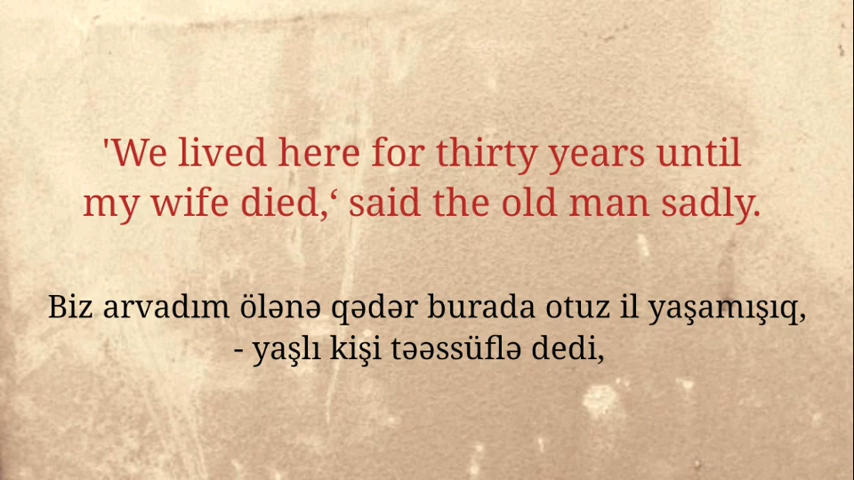 'We lived here for thirty years until
my wife died,‘ said the old man sadly.
Biz arvadım ölənə qədər burada otuz il yaşamışıq,
- yaşlı kişi təəssüflə dedi,